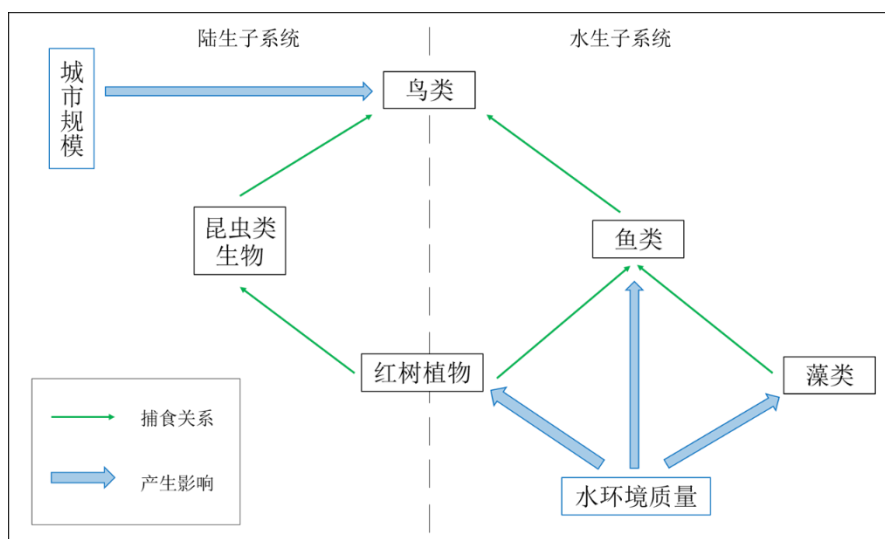 陆生子系统
水生子系统
城市规模
鸟类
昆虫类
生物
鱼类
红树植物
藻类
捕食关系
产生影响
水环境质量